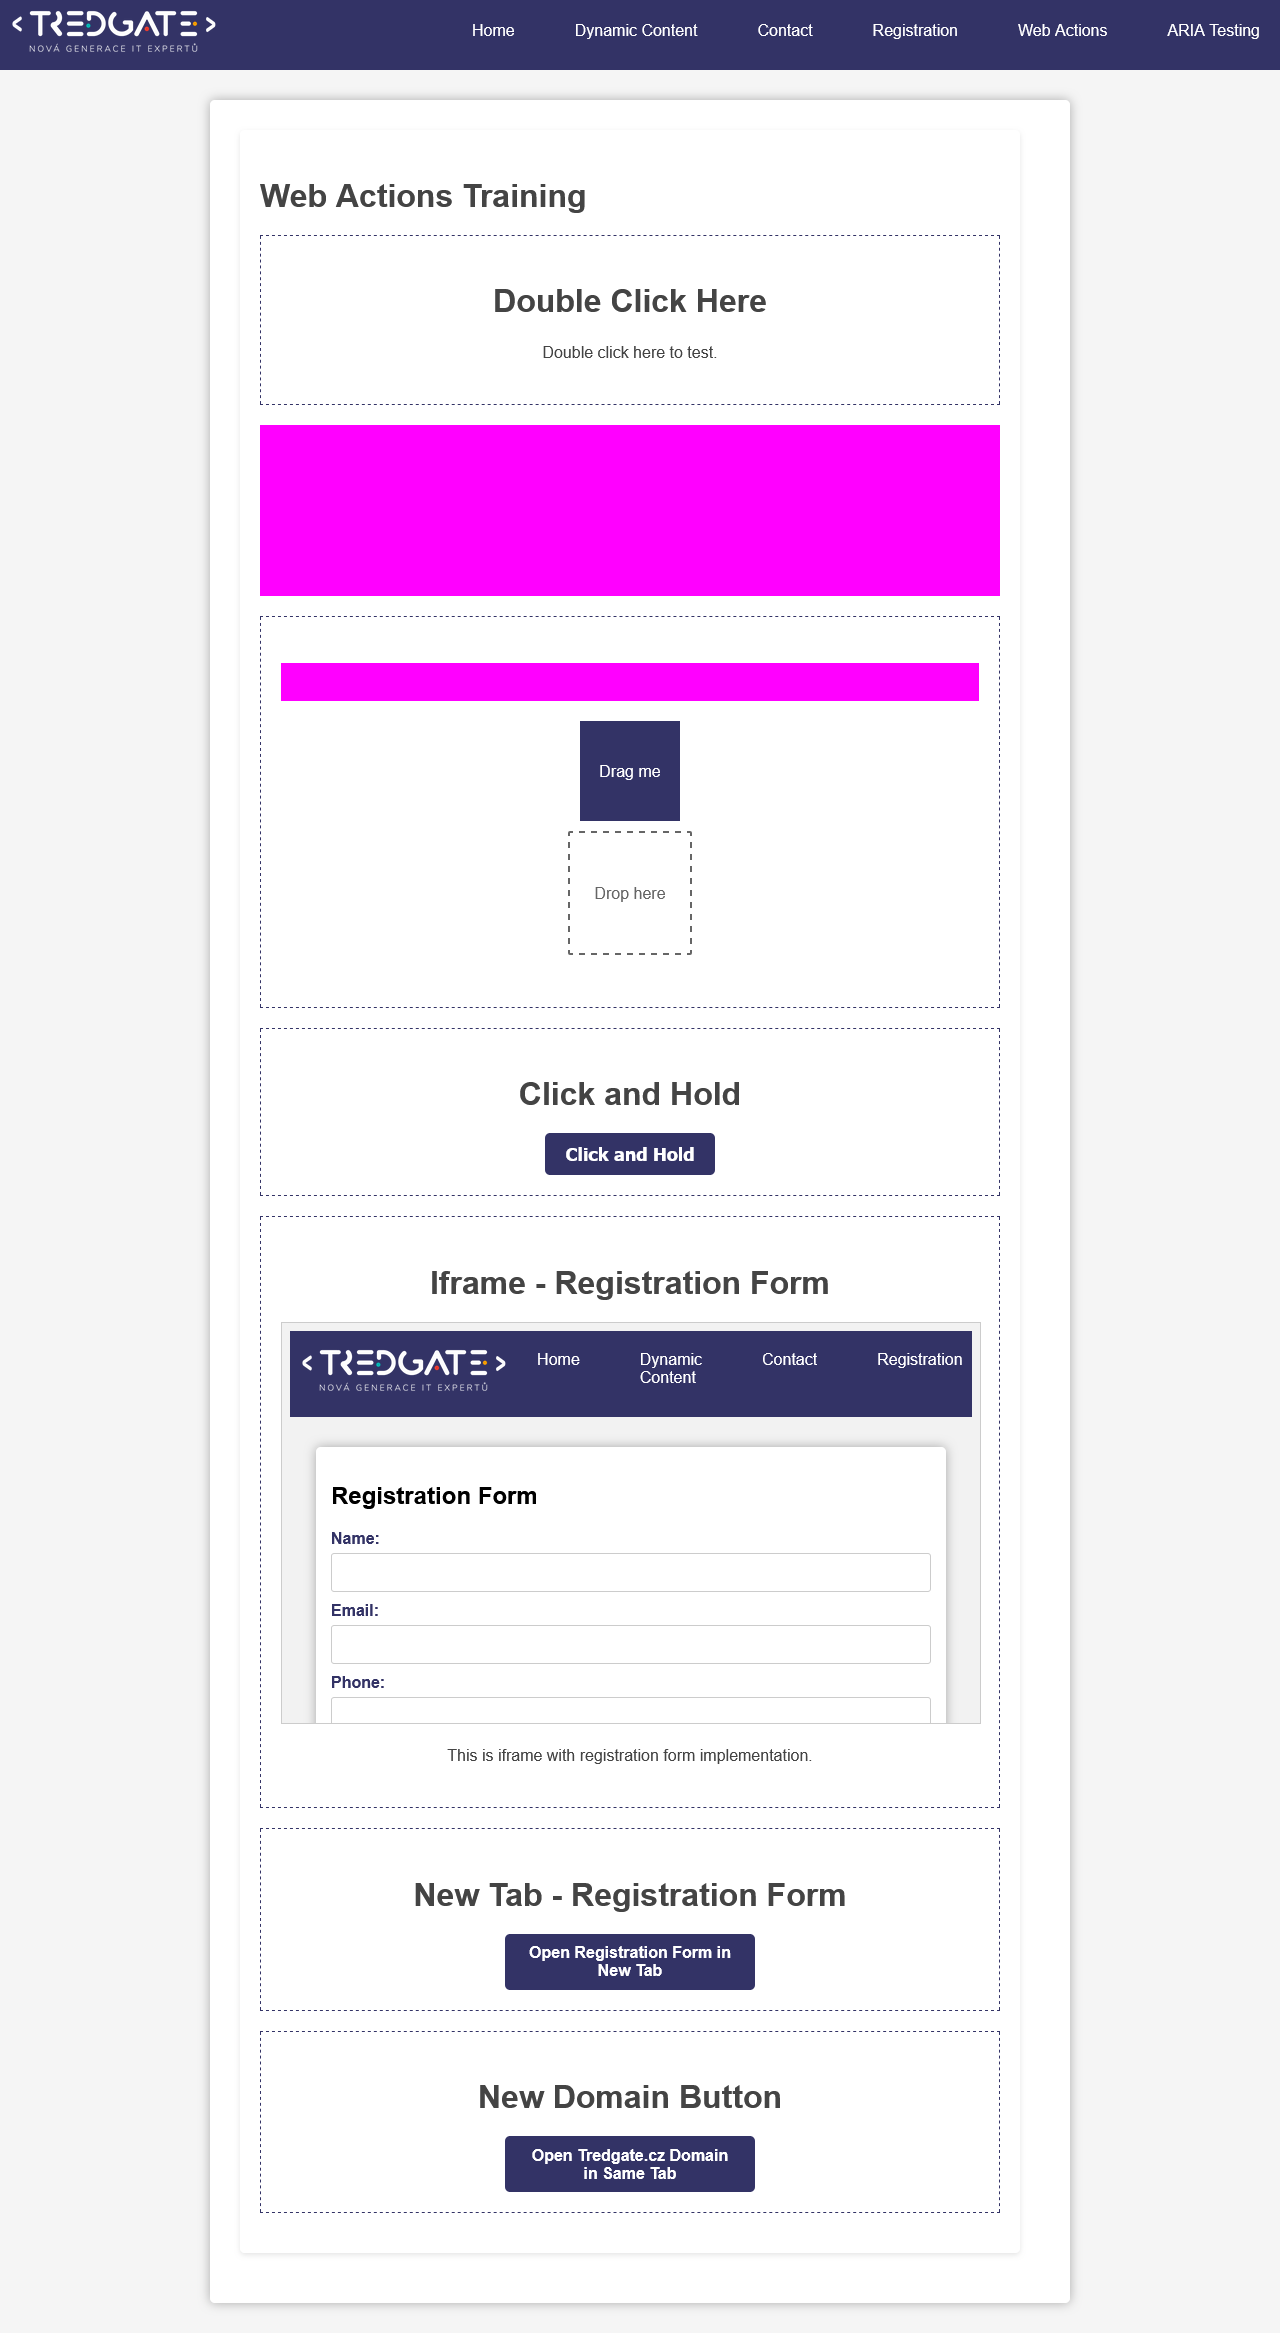 TREDGATE
NOVÁ GENERACE IT EXPERTŮ
Home
Dynamic Content
Contact
Registration
Web Actions
ARIA Testing
Web Actions Training
Double Click Here
Double click here to test.
Drag me
Drop here
Click and Hold
Click and Hold
Iframe - Registration Form
TREDGATE
NOVÁ GENERACE IT EXPERTŮ
Home
Dynamic
Content
Contact
Registration
Registration Form
Name:
Email:
Phone:
This is iframe with registration form implementation.
New Tab - Registration Form
Open Registration Form in
New Tab
New Domain Button
Open Tredgate.cz Domain
in Same Tab